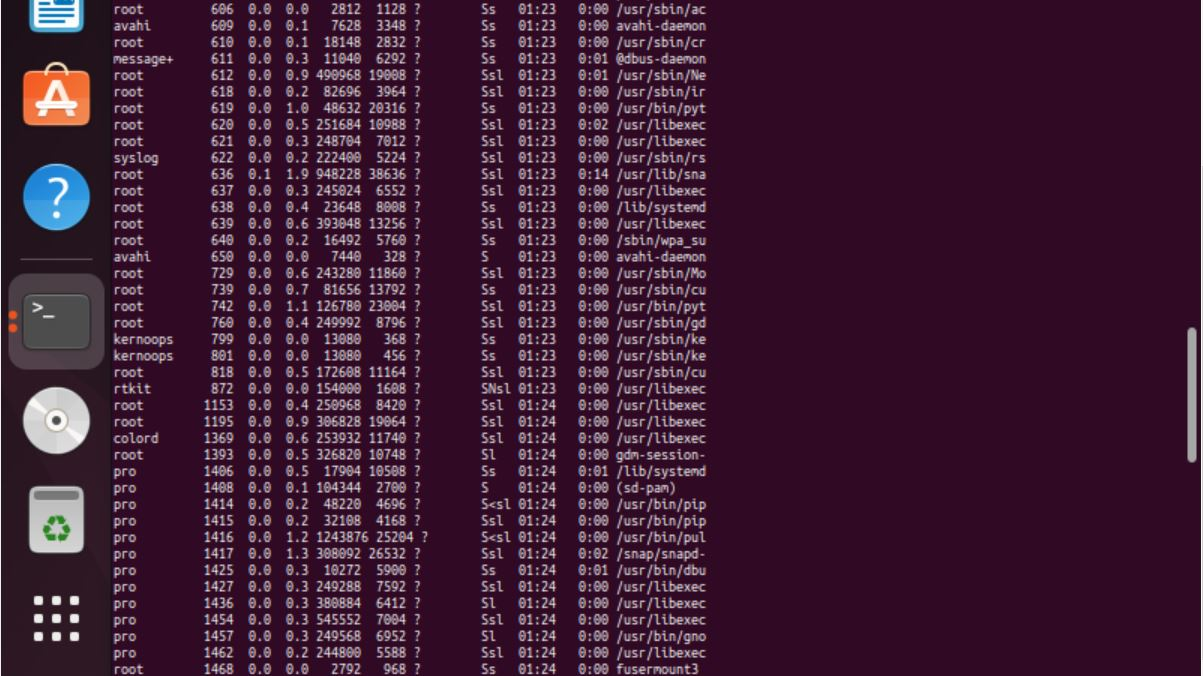 root 606 0.0 0.0 2812 1128 ? Ss 01:23 0:00 /usr/sbin/ac
avahi 609 0.0 0.1 7628 3348 ? Ss 01:23 0:00 avahi-daemon
root 610 0.0 0.1 18148 2832 ? Ss 01:23 0:00 /usr/sbin/cr
message+ 611 0.0 0.3 11040 6292 ? Ss 01:23 0:01 @dbus-daemon
root 612 0.0 0.9 490968 19008 ? Ssl 01:23 0:01 /usr/sbin/Ne
root 618 0.0 0.2 82696 3964 ? Ssl 01:23 0:00 /usr/sbin/ir
root 619 0.0 1.0 48632 20316 ? Ss 01:23 0:00 /usr/bin/pyt
root 620 0.0 0.5 251684 10988 ? Ssl 01:23 0:02 /usr/libexec
root 621 0.0 0.3 248704 7012 ? Ssl 01:23 0:00 /usr/libexec
syslog 622 0.0 0.2 222400 5224 ? Ssl 01:23 0:00 /usr/sbin/rs
root 636 0.1 1.9 948228 38636 ? Ssl 01:23 0:14 /usr/lib/sna
root 637 0.0 0.3 245024 6552 ? Ssl 01:23 0:00 /usr/libexec
root 638 0.0 0.4 23648 8008 ? Ss 01:23 0:00 /lib/systemd
root 639 0.0 0.6 393048 13256 ? Ssl 01:23 0:00 /usr/libexec
root 640 0.0 0.2 16492 5760 ? Ss 01:23 0:00 /sbin/wpa_su
avahi 650 0.0 0.0 7440 328 ? S 01:23 0:00 avahi-daemon
root 729 0.0 0.6 243280 11860 ? Ssl 01:23 0:00 /usr/sbin/Mo
root 739 0.0 0.7 81656 13792 ? Ss 01:23 0:00 /usr/sbin/cu
root 742 0.0 1.1 126780 23004 ? Ssl 01:23 0:00 /usr/bin/pyt
root 760 0.0 0.4 249992 8796 ? Ssl 01:23 0:00 /usr/sbin/gd
kernoops 799 0.0 0.0 13080 368 ? Ss 01:23 0:00 /usr/sbin/ke
kernoops 801 0.0 0.0 13080 456 ? Ss 01:23 0:00 /usr/sbin/ke
root 818 0.0 0.5 172608 11164 ? Ssl 01:23 0:00 /usr/sbin/cu
rtkit 872 0.0 0.0 154000 1608 ? SNsl 01:23 0:00 /usr/libexec
root 1153 0.0 0.4 250968 8420 ? Ssl 01:24 0:00 /usr/libexec
root 1195 0.0 0.9 306828 19064 ? Ssl 01:24 0:00 /usr/libexec
colord 1369 0.0 0.6 253932 11740 ? Ssl 01:24 0:00 /usr/libexec
root 1393 0.0 0.5 326820 10748 ? Sl 01:24 0:00 gdm-session-
pro 1406 0.0 0.5 17904 10508 ? Ss 01:24 0:01 /lib/systemd
pro 1408 0.0 0.1 104344 2700 ? S 01:24 0:00 (sd-pam)
pro 1414 0.0 0.2 48220 4696 ? S<sl 01:24 0:00 /usr/bin/pip
pro 1415 0.0 0.2 32108 4168 ? Ssl 01:24 0:00 /usr/bin/pip
pro 1416 0.0 1.2 1243876 25204 ? S<sl 01:24 0:00 /usr/bin/pul
pro 1417 0.0 1.3 308092 26532 ? Ssl 01:24 0:02 /snap/snapd-
pro 1425 0.0 0.3 10272 5900 ? Ss 01:24 0:01 /usr/bin/dbu
pro 1427 0.0 0.3 249288 7592 ? Ssl 01:24 0:00 /usr/libexec
pro 1436 0.0 0.3 380884 6412 ? Sl 01:24 0:00 /usr/libexec
pro 1454 0.0 0.3 545552 7004 ? Ssl 01:24 0:00 /usr/libexec
pro 1457 0.0 0.3 249568 6952 ? Sl 01:24 0:00 /usr/bin/gno
pro 1462 0.0 0.2 244800 5588 ? Ssl 01:24 0:00 /usr/libexec
root 1468 0.0 0.0 2792 968 ? Ss 01:24 0:00 fusermount3